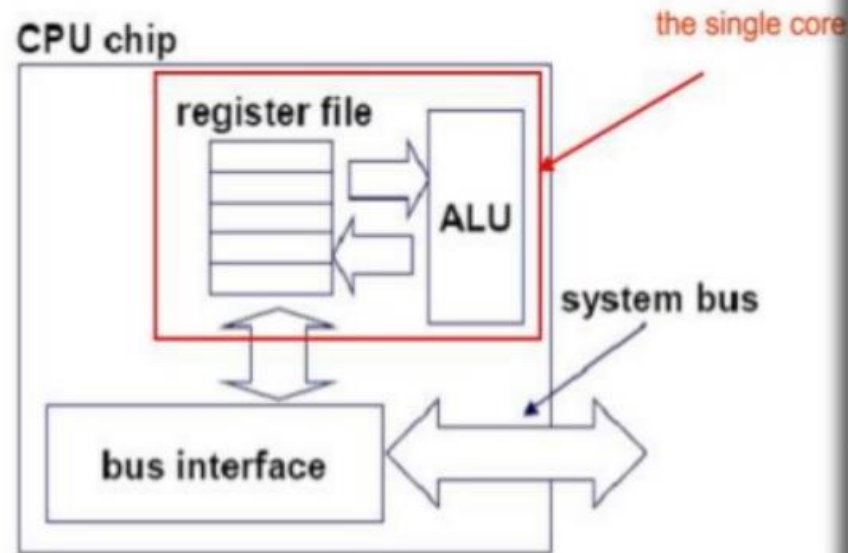 the single core
CPU chip
register file
ALU
system bus
bus interface